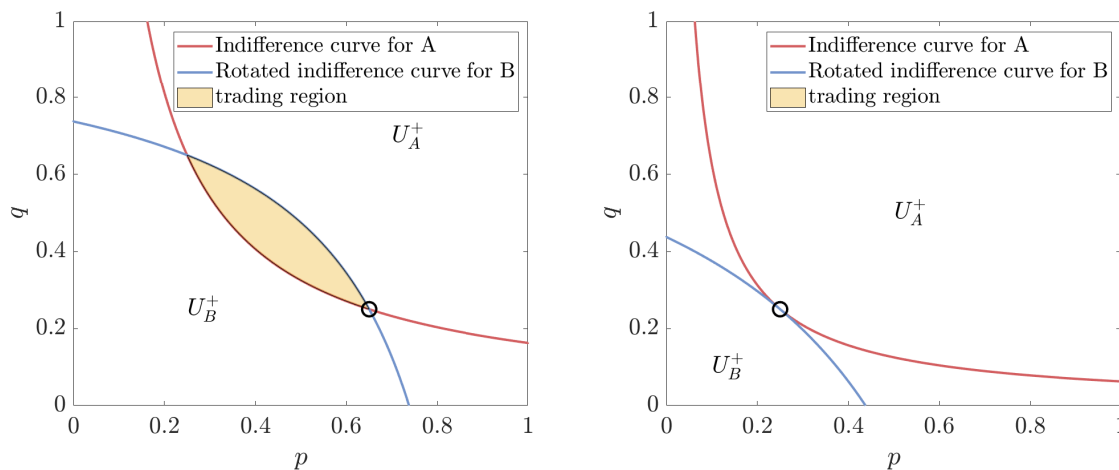 1
Indifference curve for A
Rotated indifference curve for B
trading region
0.8
0.6
0.4
0.2
0
q
U_A^+
U_B^+
0 0.2 0.4 0.6 0.8 1
p
1
Indifference curve for A
Rotated indifference curve for B
trading region
0.8
0.6
0.4
0.2
0
q
U_A^+
U_B^+
0 0.2 0.4 0.6 0.8 1
p